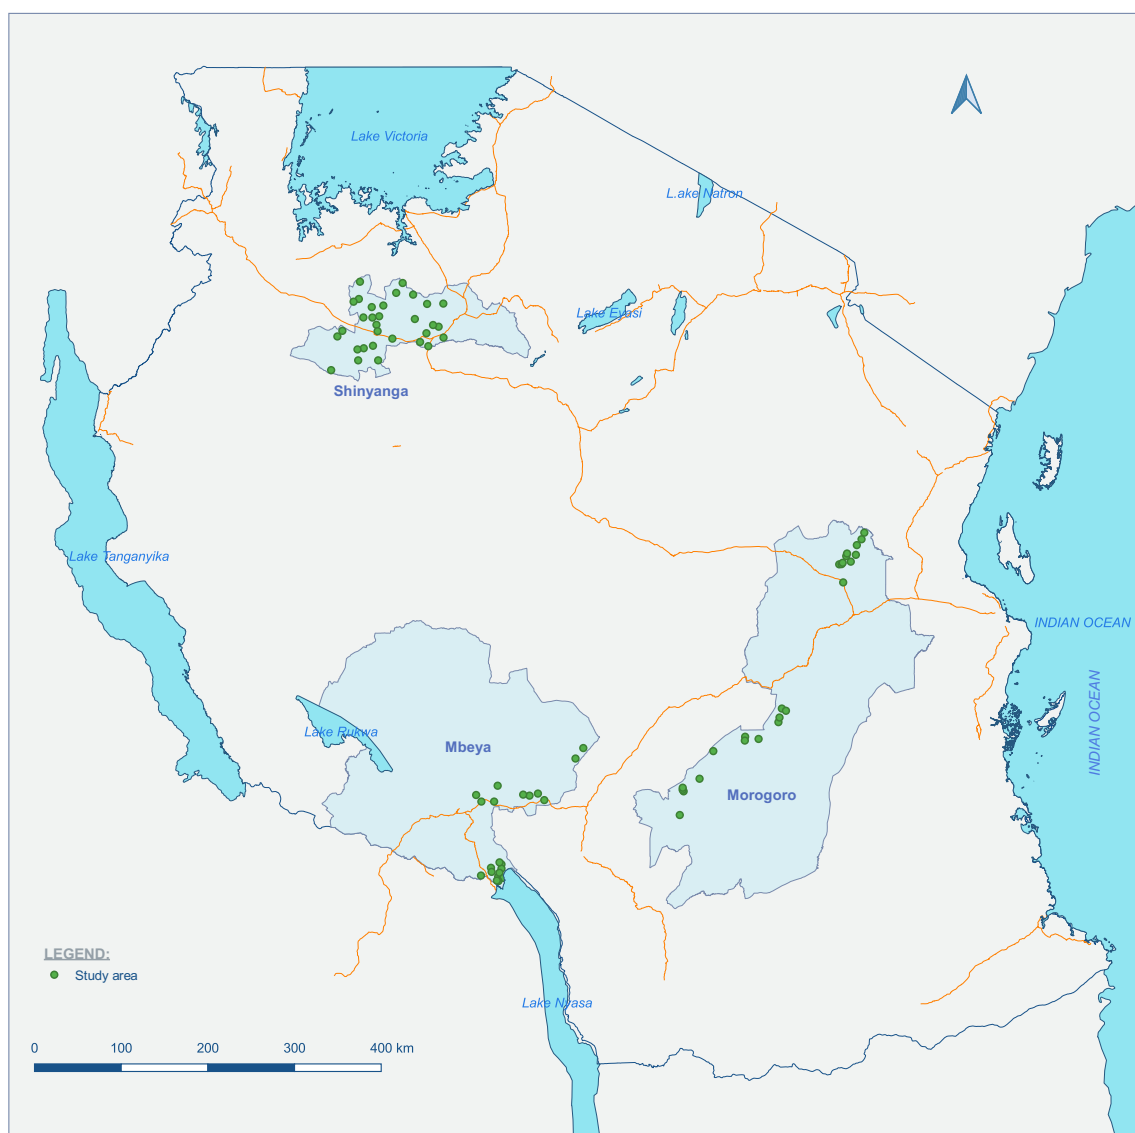 Lake Victoria
L.ake Natron
Lake Eyasi
Shinyanga
Lake Tanganyika
INDIAN OCEAN
INDIAN OCEAN
Lake Rukwa
Mbeya
Morogoro
LEGEND:
Study area
Lake Nyasa
0 100 200 300 400 km